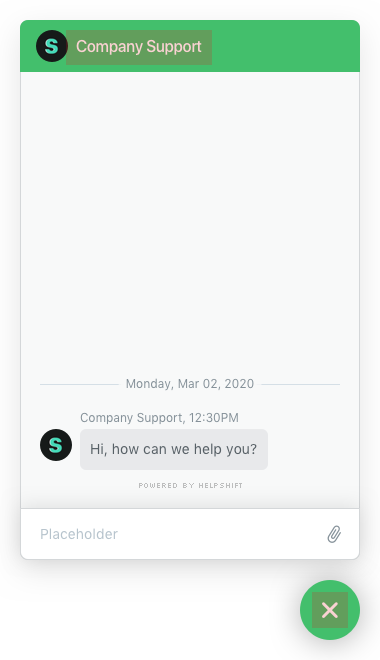 S Company Support
Monday, Mar 02, 2020
Company Support, 12:30PM
S
Hi, how can we help you?
POWERED BY HELPSHIFT
Placeholder